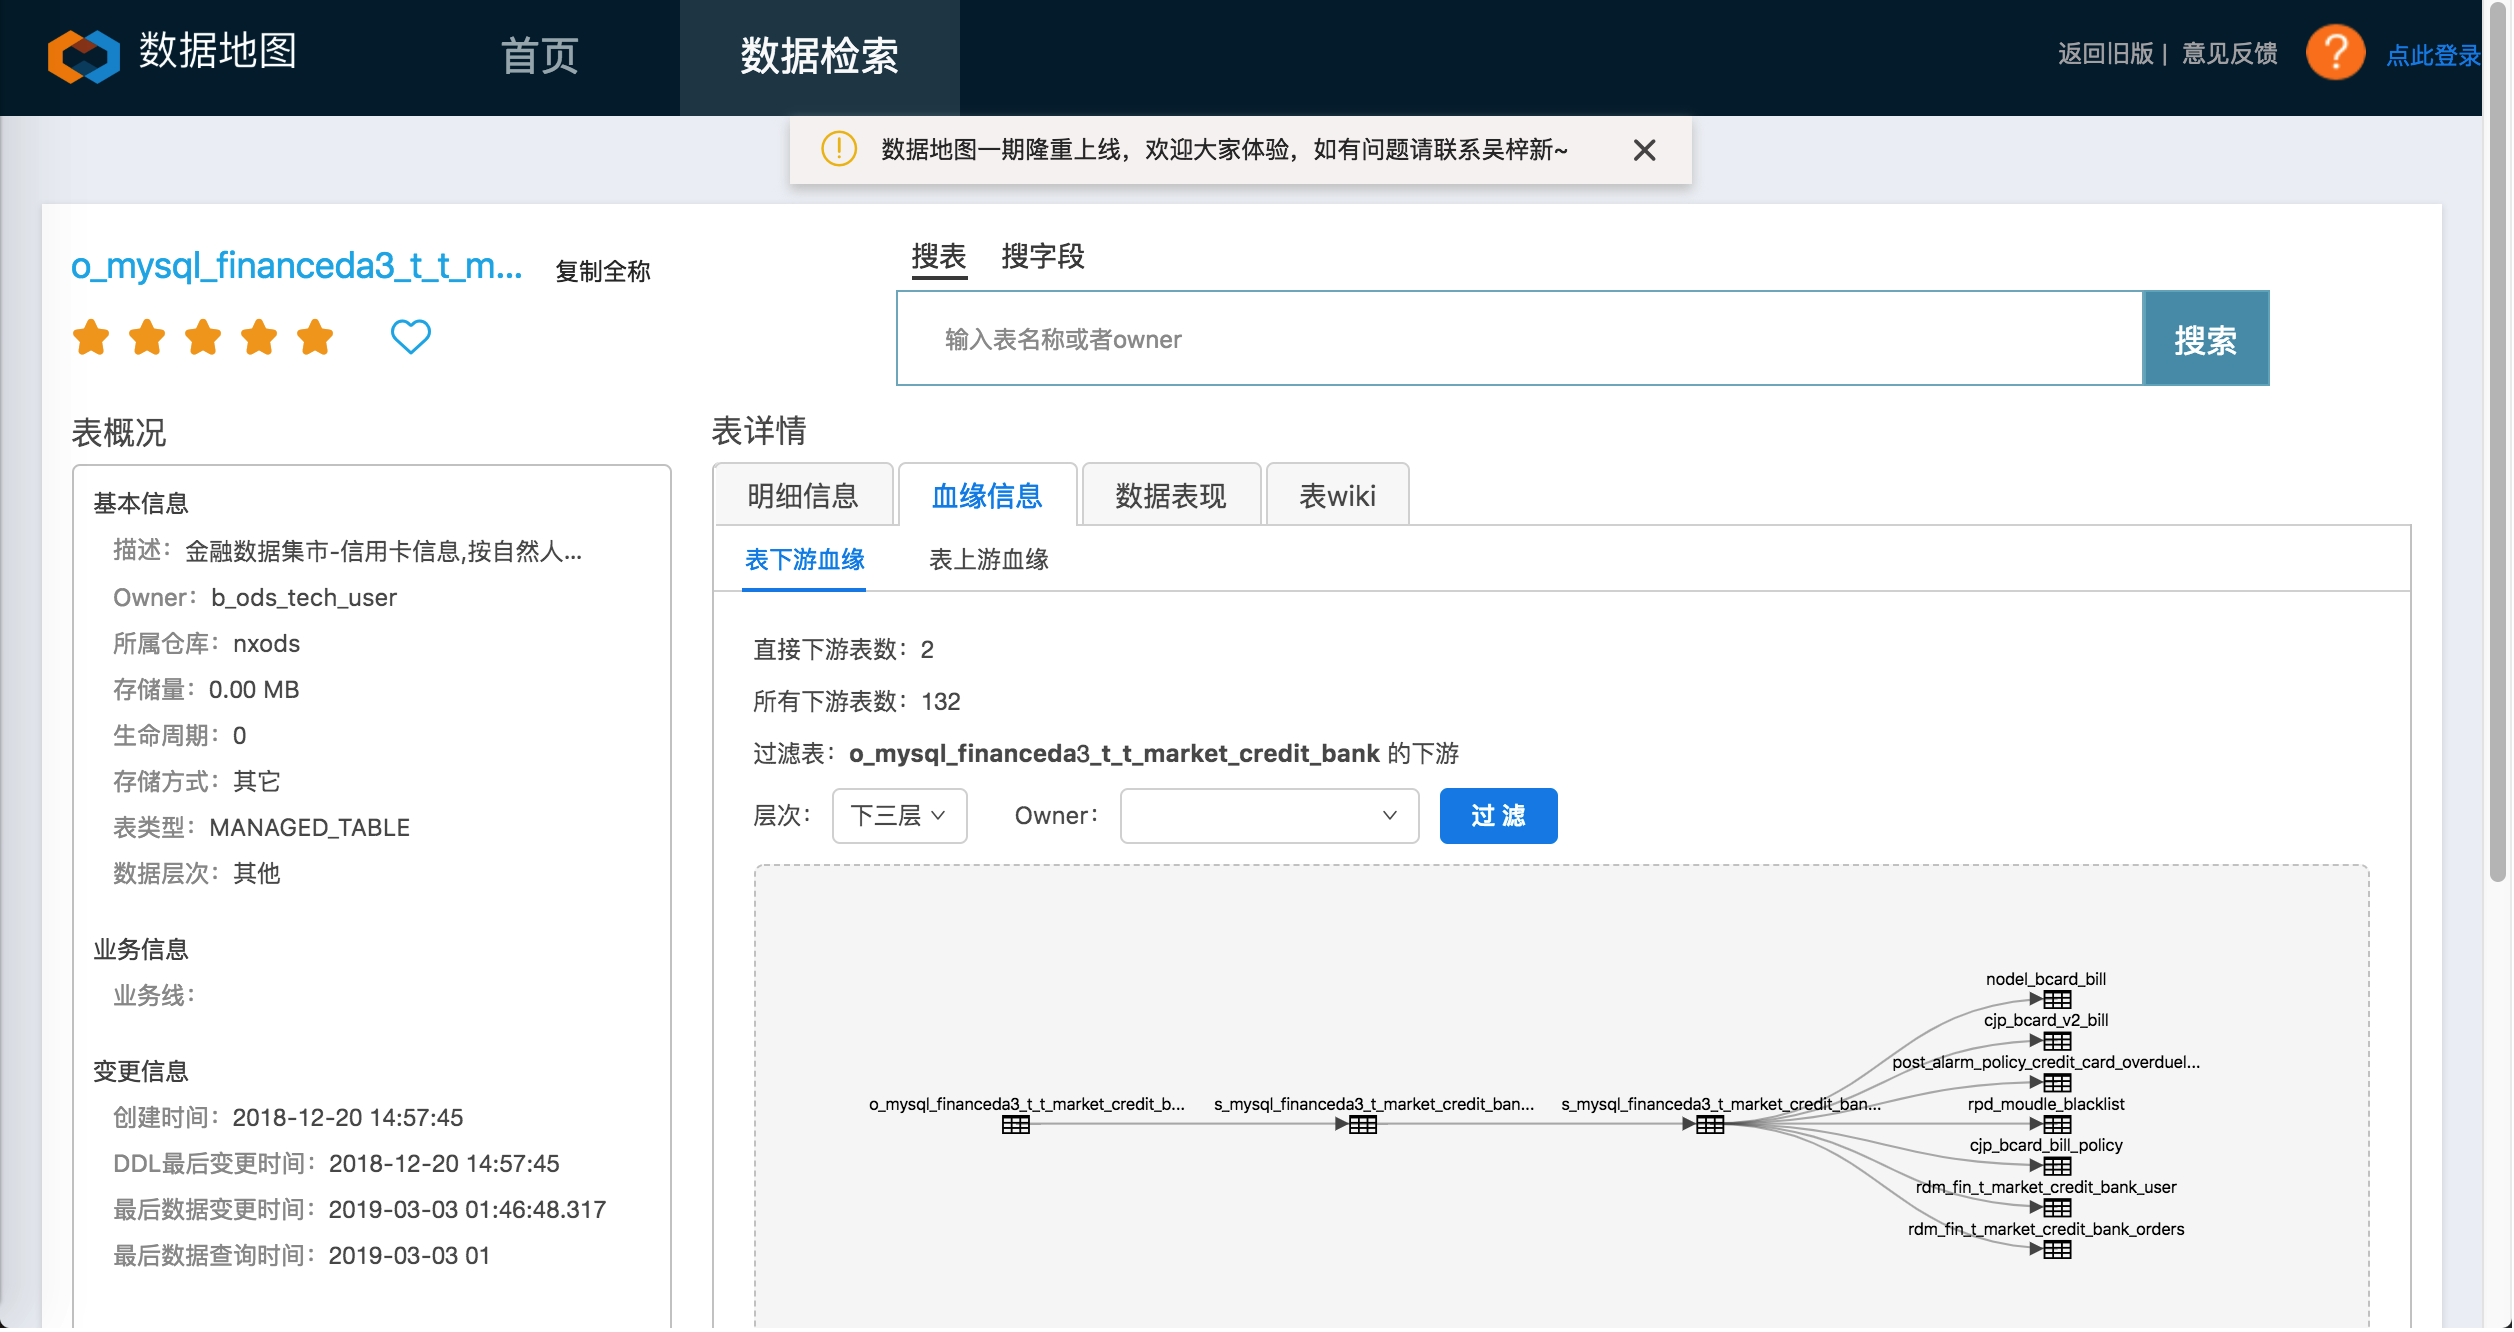 数据地图
首页
数据检索
返回旧版 | 意见反馈
?
点此登录
数据地图一期隆重上线，欢迎大家体验，如有问题请联系吴梓新~
o_mysql_financeda3_t_t_m...
复制全称
搜表
搜字段
输入表名称或者owner
搜索
表概况
基本信息
描述： 金融数据集市-信用卡信息,按自然人...
Owner： b_ods_tech_user
所属仓库： nxods
存储量： 0.00 MB
生命周期： 0
存储方式： 其它
表类型： MANAGED_TABLE
数据层次： 其他
业务信息
业务线：
变更信息
创建时间： 2018-12-20 14:57:45
DDL最后变更时间： 2018-12-20 14:57:45
最后数据变更时间： 2019-03-03 01:46:48.317
最后数据查询时间： 2019-03-03 01
表详情
明细信息
血缘信息
数据表现
表wiki
表下游血缘
表上游血缘
直接下游表数： 2
所有下游表数： 132
过滤表： o_mysql_financeda3_t_t_market_credit_bank 的下游
层次： 下三层
Owner：
过 滤
o_mysql_financeda3_t_t_market_credit_b...
s_mysql_financeda3_t_market_credit_ban...
s_mysql_financeda3_t_market_credit_ban...
nodel_bcard_bill
cjp_bcard_v2_bill
post_alarm_policy_credit_card_overduel...
rpd_moudle_blacklist
cjp_bcard_bill_policy
rdm_fin_t_market_credit_bank_user
rdm_fin_t_market_credit_bank_orders